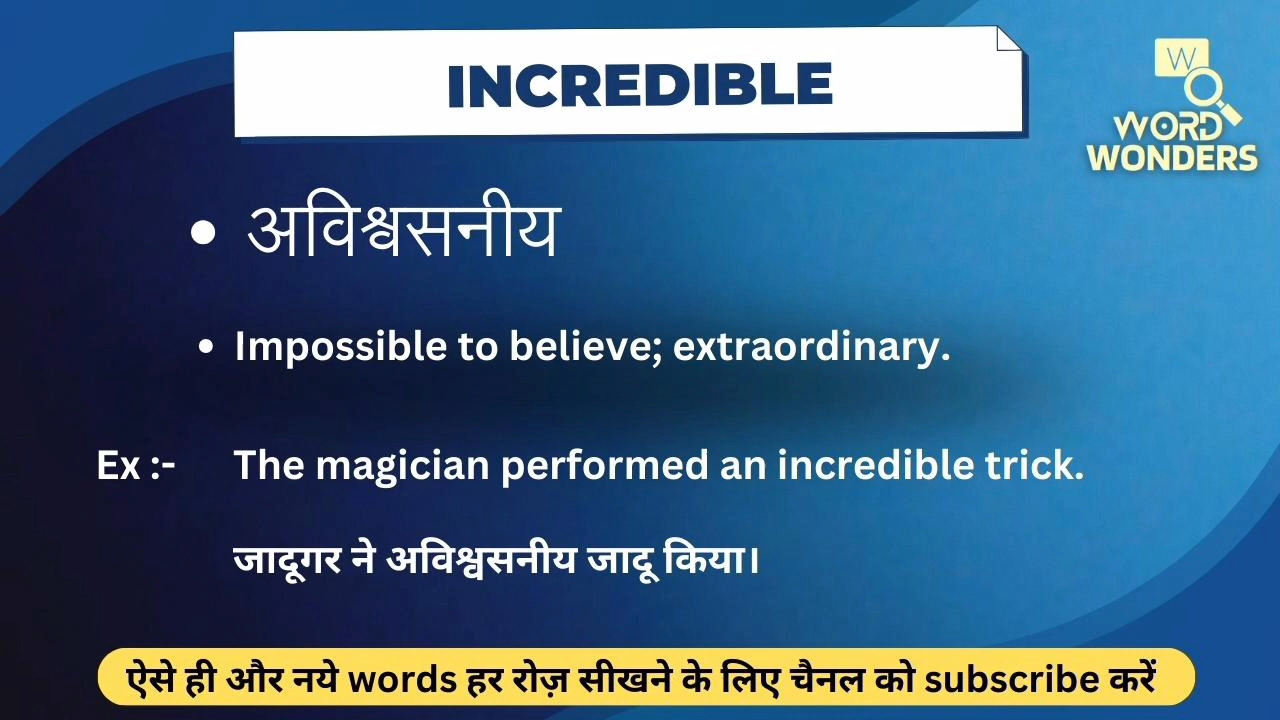 INCREDIBLE
W
WORD
WONDERS
• अविश्वसनीय
• Impossible to believe; extraordinary.
Ex :- The magician performed an incredible trick.
जादूगर ने अविश्वसनीय जादू किया।
ऐसे ही और नये words हर रोज़ सीखने के लिए चैनल को subscribe करें